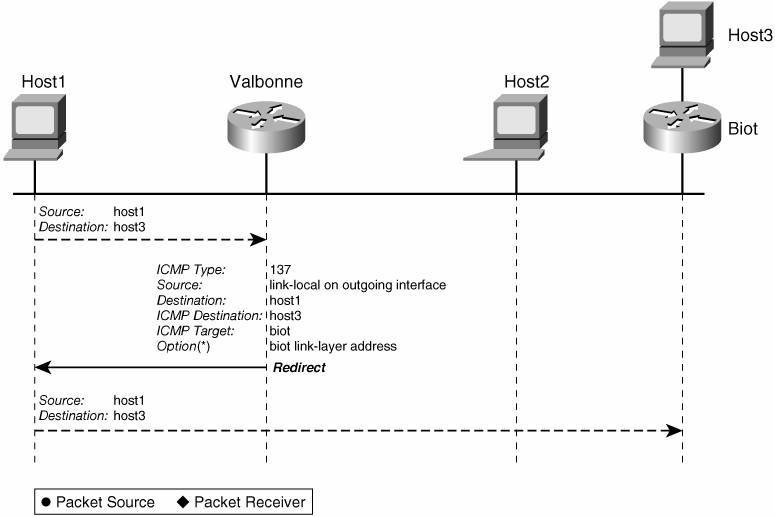 Host3
Host1
Valbonne
Host2
Biot
Source: host1
Destination: host3
ICMP Type: 137
Source: link-local on outgoing interface
Destination: host1
ICMP Destination: host3
ICMP Target: biot
Option(*) biot link-layer address
Redirect
Source: host1
Destination: host3
Packet Source Packet Receiver